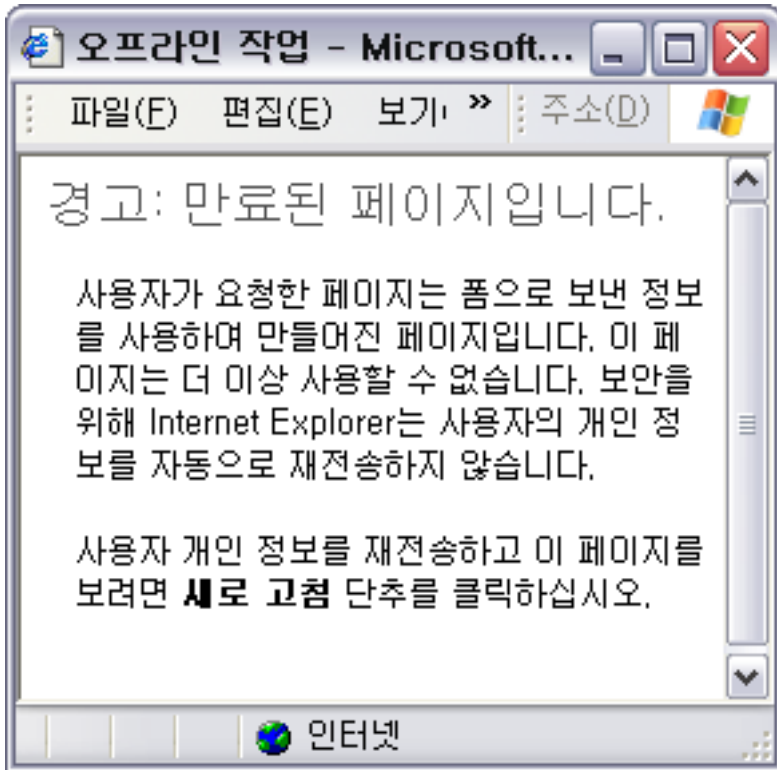 오프라인 작업 - Microsoft...
파일(F) 편집(E) 보기( » 주소(D)
경고: 만료된 페이지입니다.
사용자가 요청한 페이지는 폼으로 보낸 정보
를 사용하여 만들어진 페이지입니다. 이 페
이지는 더 이상 사용할 수 없습니다. 보안을
위해 Internet Explorer는 사용자의 개인 정
보를 자동으로 재전송하지 않습니다.
사용자 개인 정보를 재전송하고 이 페이지를
보려면 새로 고침 단추를 클릭하십시오.
인터넷